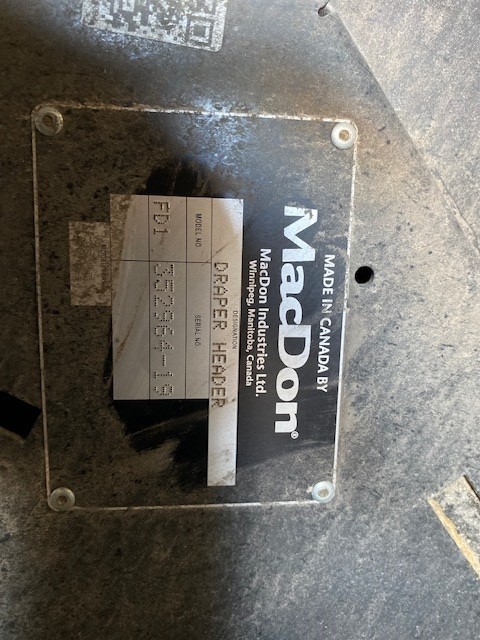 MADE IN CANADA BY
MacDon®
MacDon Industries Ltd.
Winnipeg, Manitoba, Canada
DESIGNATION
DRAPER HEADER
MODEL NO. SERIAL NO.
FD1 352964-19